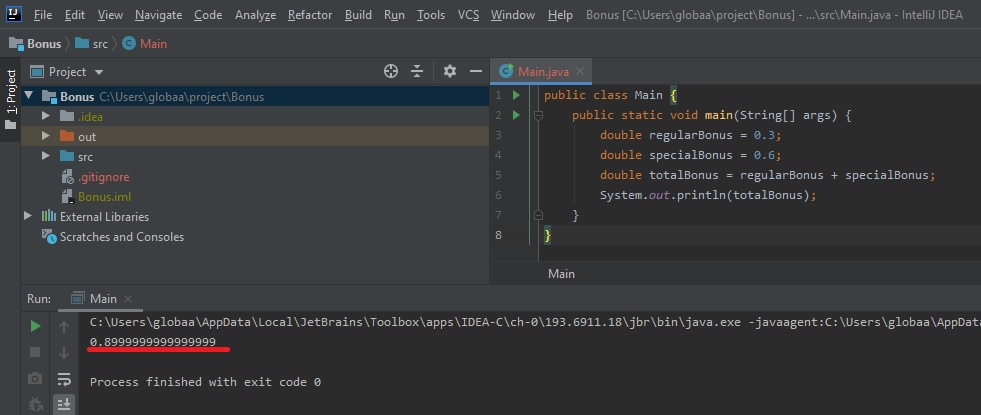 IJ File Edit View Navigate Code Analyze Refactor Build Run Tools VCS Window Help Bonus [C:\Users\globaa\project\Bonus] - ...\src\Main.java - IntelliJ IDEA
Bonus src Main
1: Project
Project
Main.java
Bonus C:\Users\globaa\project\Bonus
.idea
out
src
.gitignore
Bonus.iml
External Libraries
Scratches and Consoles
1 public class Main {
2 public static void main(String[] args) {
3 double regularBonus = 0.3;
4 double specialBonus = 0.6;
5 double totalBonus = regularBonus + specialBonus;
6 System.out.println(totalBonus);
7 }
8 }
Main
Run: Main
C:\Users\globaa\AppData\Local\JetBrains\Toolbox\apps\IDEA-C\ch-0\193.6911.18\jbr\bin\java.exe -javaagent:C:\Users\globaa\AppData
0.8999999999999999
Process finished with exit code 0